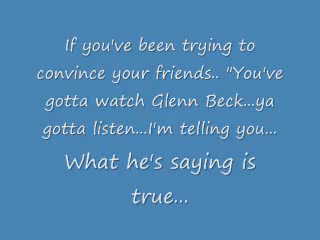 If you've been trying to
convince your friends.. "You've
gotta watch Glenn Beck...ya
gotta listen...I'm telling you...
What he's saying is
true...